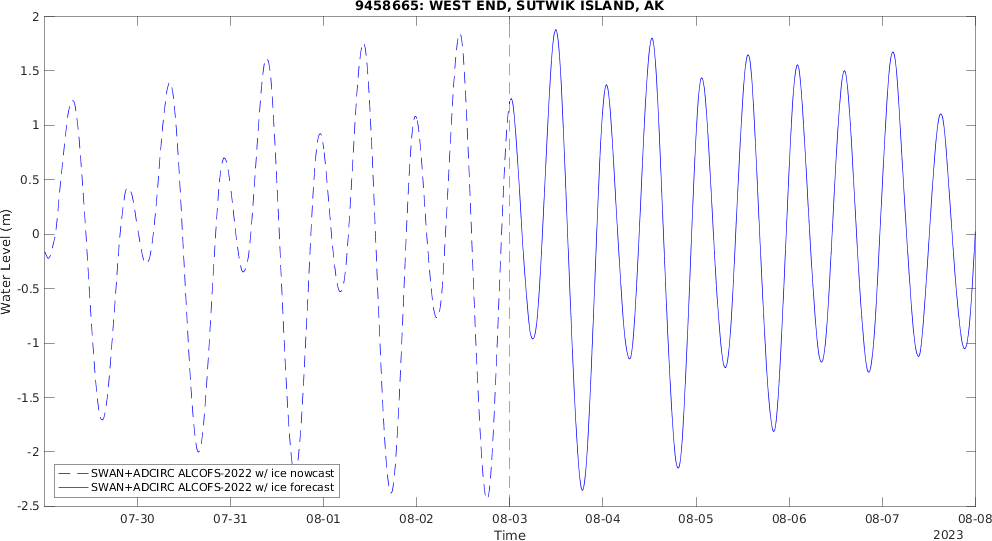 9458665: WEST END, SUTWIK ISLAND, AK
2
1.5
1
0.5
0
-0.5
-1
-1.5
-2
-2.5
Water Level (m)
SWAN+ADCIRC ALCOFS-2022 w/ ice nowcast
SWAN+ADCIRC ALCOFS-2022 w/ ice forecast
07-30 07-31 08-01 08-02 08-03 08-04 08-05 08-06 08-07 08-08
Time
2023